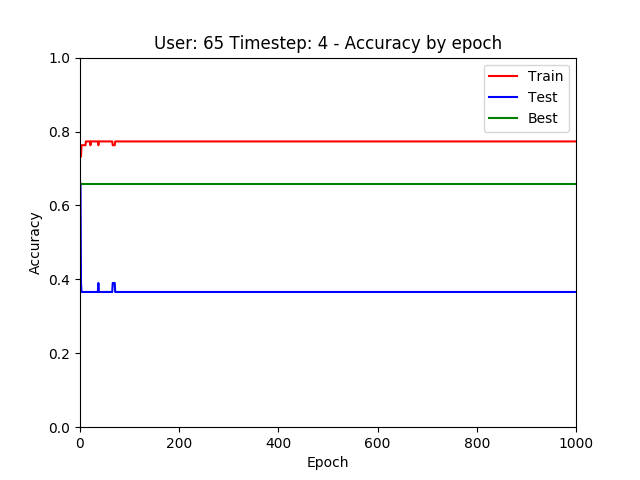 User: 65 Timestep: 4 - Accuracy by epoch
1.0
0.8
0.6
0.4
0.2
0.0
Accuracy
Train
Test
Best
0 200 400 600 800 1000
Epoch